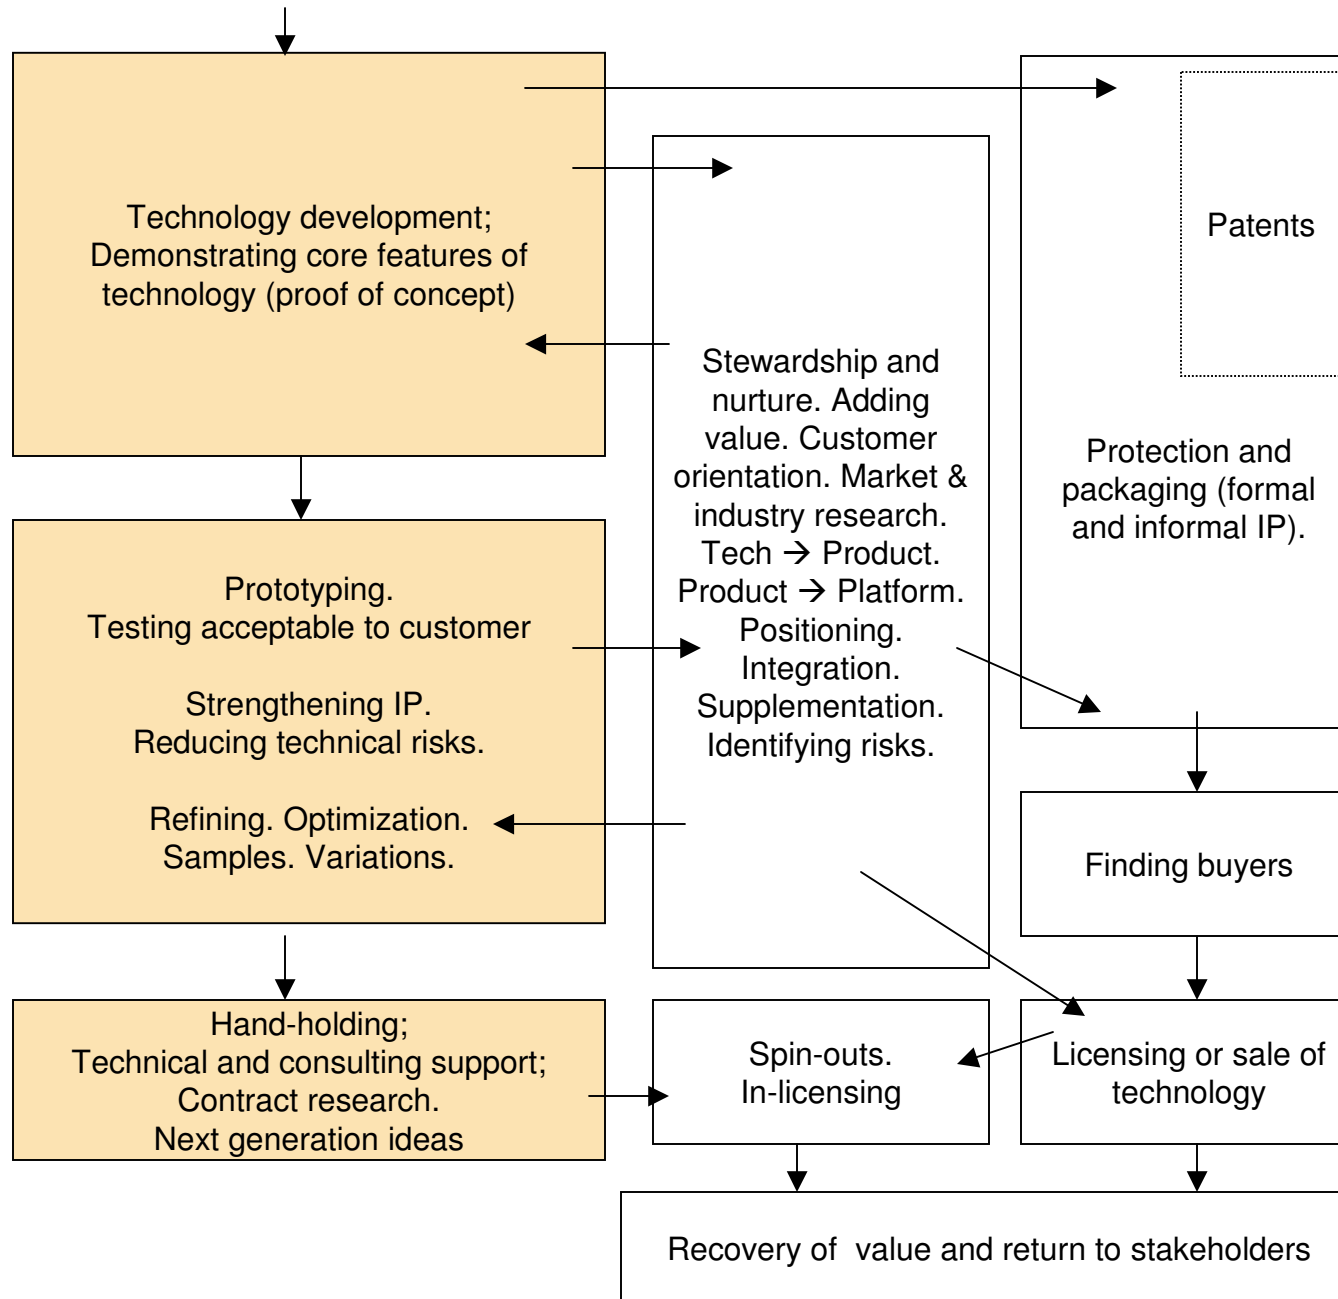 Technology development;
Demonstrating core features of
technology (proof of concept)
Patents
Stewardship and
nurture. Adding
value. Customer
orientation. Market &
industry research.
Tech → Product.
Product → Platform.
Positioning.
Integration.
Supplementation.
Identifying risks.
Protection and
packaging (formal
and informal IP).
Prototyping.
Testing acceptable to customer
Strengthening IP.
Reducing technical risks.
Refining. Optimization.
Samples. Variations.
Finding buyers
Hand-holding;
Technical and consulting support;
Contract research.
Next generation ideas
Spin-outs.
In-licensing
Licensing or sale of
technology
Recovery of  value and return to stakeholders